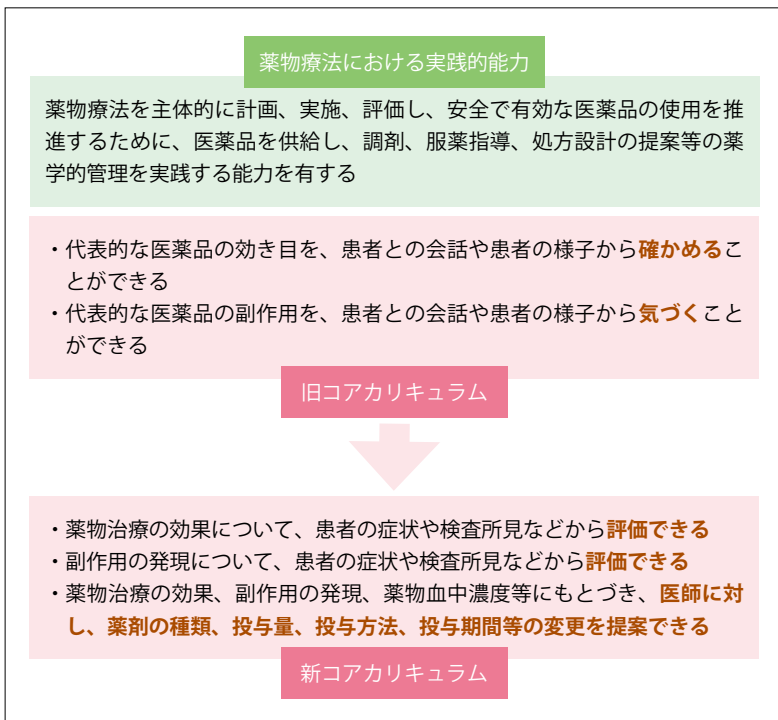 薬物療法における実践的能力
薬物療法を主体的に計画、実施、評価し、安全で有効な医薬品の使用を推
進するために、医薬品を供給し、調剤、服薬指導、処方設計の提案等の薬
学的管理を実践する能力を有する
・代表的な医薬品の効き目を、患者との会話や患者の様子から確かめるこ
とができる
・代表的な医薬品の副作用を、患者との会話や患者の様子から気づくこと
ができる
旧コアカリキュラム
・薬物治療の効果について、患者の症状や検査所見などから評価できる
・副作用の発現について、患者の症状や検査所見などから評価できる
・薬物治療の効果、副作用の発現、薬物血中濃度等にもとづき、医師に対
し、薬剤の種類、投与量、投与方法、投与期間等の変更を提案できる
新コアカリキュラム